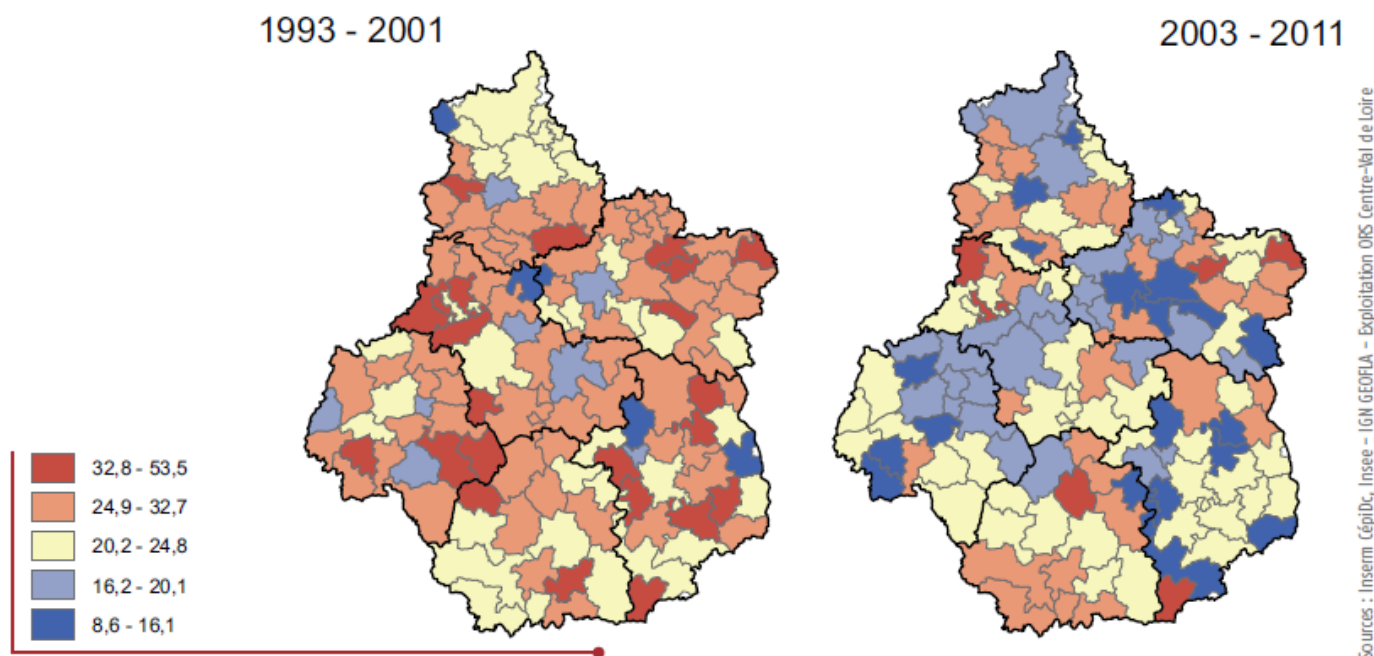 1993 - 2001
2003 - 2011
32,8 - 53,5
24,9 - 32,7
20,2 - 24,8
16,2 - 20,1
8,6 - 16,1
Sources : Inserm CépiDc, Insee - IGN GEOFLA - Exploitation ORS Centre-Val de Loire